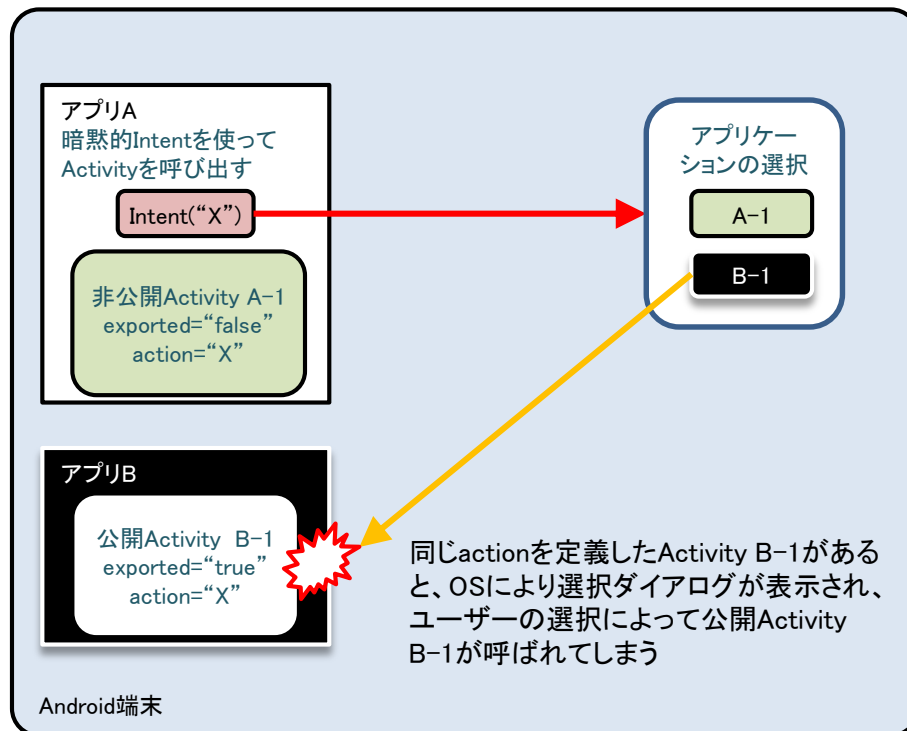 アプリA
暗黙的Intentを使って
Activityを呼び出す
Intent(“X”)
非公開Activity A-1
exported=“false”
action=“X”
アプリケー
ションの選択
A-1
B-1
アプリB
公開Activity B-1
exported=“true”
action=“X”
同じactionを定義したActivity B-1がある
と、OSにより選択ダイアログが表示され、
ユーザーの選択によって公開Activity
B-1が呼ばれてしまう
Android端末